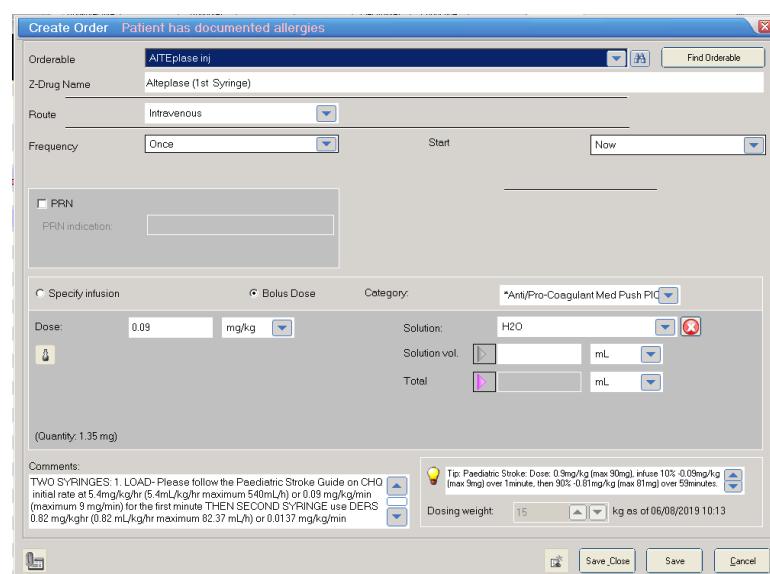 Create Order Patient has documented allergies
Orderable AlTEplase inj Find Orderable
Z-Drug Name Alteplase (1st Syringe)
Route Intravenous
Frequency Once Start Now
PRN
PRN indication:
Specify infusion Bolus Dose Category: *Anti/Pro-Coagulant Med Push PIC
Dose: 0.09 mg/kg Solution: H2O
Solution vol. mL
Total mL
(Quantity: 1.35 mg)
Comments:
TWO SYRINGES: 1. LOAD- Please follow the Paediatric Stroke Guide on CHQ
initial rate at 5.4mg/kg/hr (5.4mL/kg/hr maximum 540mL/h) or 0.09 mg/kg/min
(maximum 9 mg/min) for the first minute THEN SECOND SYRINGE use DERS
0.82 mg/kghr (0.82 mL/kg/hr maximum 82.37 mL/h) or 0.0137 mg/kg/min
Tip: Paediatric Stroke: Dose: 0.9mg/kg (max 90mg), infuse 10% -0.09mg/kg
(max 9mg) over 1minute, then 90% -0.81mg/kg (max 81mg) over 59minutes.
Dosing weight: 15 kg as of 06/08/2019 10:13
Save_Close Save Cancel